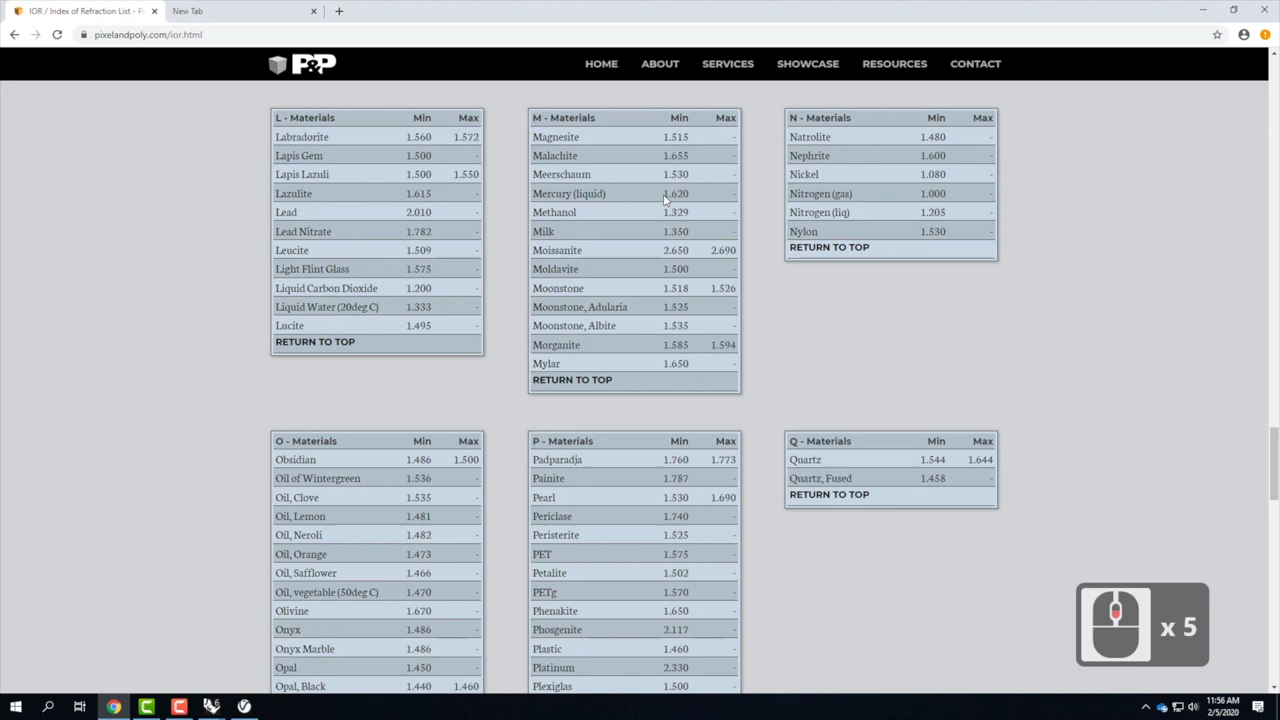 IOR / Index of Refraction List - P
New Tab
pixelandpoly.com/ior.html
P&P
HOME ABOUT SERVICES SHOWCASE RESOURCES CONTACT
L - Materials Min Max
Labradorite 1.560 1.572
Lapis Gem 1.500 -
Lapis Lazuli 1.500 1.550
Lazulite 1.615 -
Lead 2.010 -
Lead Nitrate 1.782 -
Leucite 1.509 -
Light Flint Glass 1.575 -
Liquid Carbon Dioxide 1.200 -
Liquid Water (20deg C) 1.333 -
Lucite 1.495 -
RETURN TO TOP
M - Materials Min Max
Magnesite 1.515 -
Malachite 1.655 -
Meerschaum 1.530 -
Mercury (liquid) 1.620 -
Methanol 1.329 -
Milk 1.350 -
Moissanite 2.650 2.690
Moldavite 1.500 -
Moonstone 1.518 1.526
Moonstone, Adularia 1.525 -
Moonstone, Albite 1.535 -
Morganite 1.585 1.594
Mylar 1.650 -
RETURN TO TOP
N - Materials Min Max
Natrolite 1.480 -
Nephrite 1.600 -
Nickel 1.080 -
Nitrogen (gas) 1.000 -
Nitrogen (liq) 1.205 -
Nylon 1.530 -
RETURN TO TOP
O - Materials Min Max
Obsidian 1.486 1.500
Oil of Wintergreen 1.536 -
Oil, Clove 1.535 -
Oil, Lemon 1.481 -
Oil, Neroli 1.482 -
Oil, Orange 1.473 -
Oil, Safflower 1.466 -
Oil, vegetable (50deg C) 1.470 -
Olivine 1.670 -
Onyx 1.486 -
Onyx Marble 1.486 -
Opal 1.450 -
Opal, Black 1.440 1.460
P - Materials Min Max
Padparadja 1.760 1.773
Painite 1.787 -
Pearl 1.530 1.690
Periclase 1.740 -
Peristerite 1.525 -
PET 1.575 -
Petalite 1.502 -
PETg 1.570 -
Phenakite 1.650 -
Phosgenite 2.117 -
Plastic 1.460 -
Platinum 2.330 -
Plexiglas 1.500 -
Q - Materials Min Max
Quartz 1.544 1.644
Quartz, Fused 1.458 -
RETURN TO TOP
x 5
11:56 AM
2/5/2020